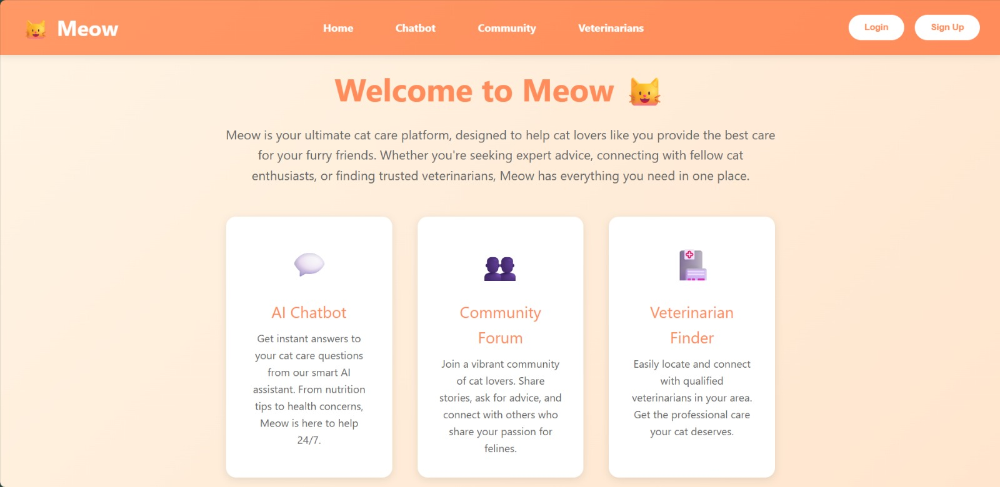 Meow
Home
Chatbot
Community
Veterinarians
Login
Sign Up
Welcome to Meow
Meow is your ultimate cat care platform, designed to help cat lovers like you provide the best care
for your furry friends. Whether you're seeking expert advice, connecting with fellow cat
enthusiasts, or finding trusted veterinarians, Meow has everything you need in one place.
AI Chatbot
Get instant answers to
your cat care questions
from our smart AI
assistant. From nutrition
tips to health concerns,
Meow is here to help
24/7.
Community
Forum
Join a vibrant community
of cat lovers. Share
stories, ask for advice, and
connect with others who
share your passion for
felines.
Veterinarian
Finder
Easily locate and connect
with qualified
veterinarians in your area.
Get the professional care
your cat deserves.